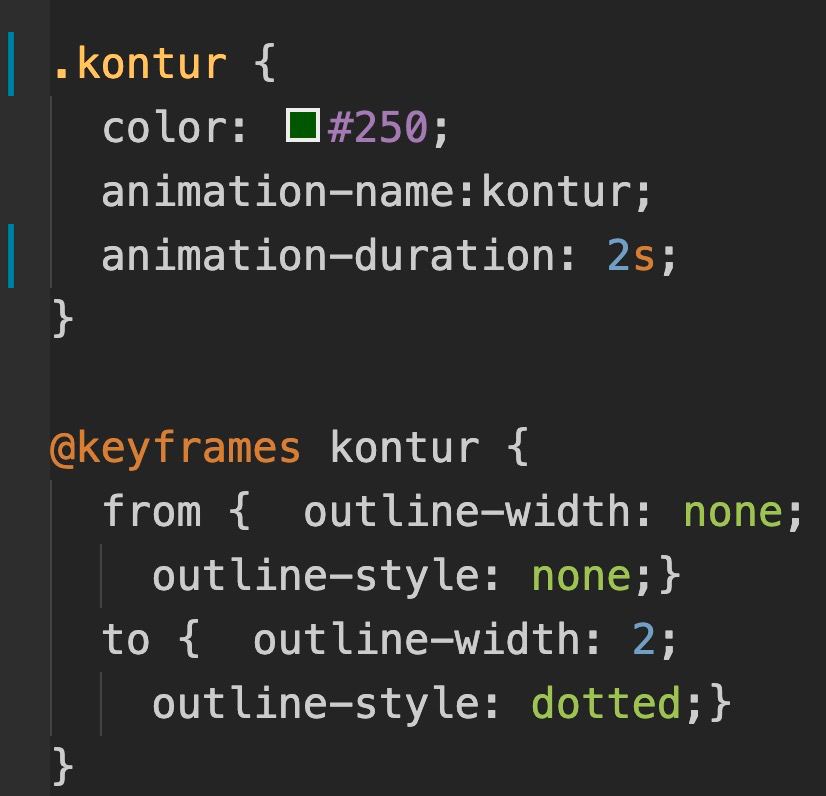 .kontur {
color: #250;
animation-name:kontur;
animation-duration: 2s;
}
@keyframes kontur {
from {  outline-width: none;
outline-style: none;}
to {  outline-width: 2;
outline-style: dotted;}
}